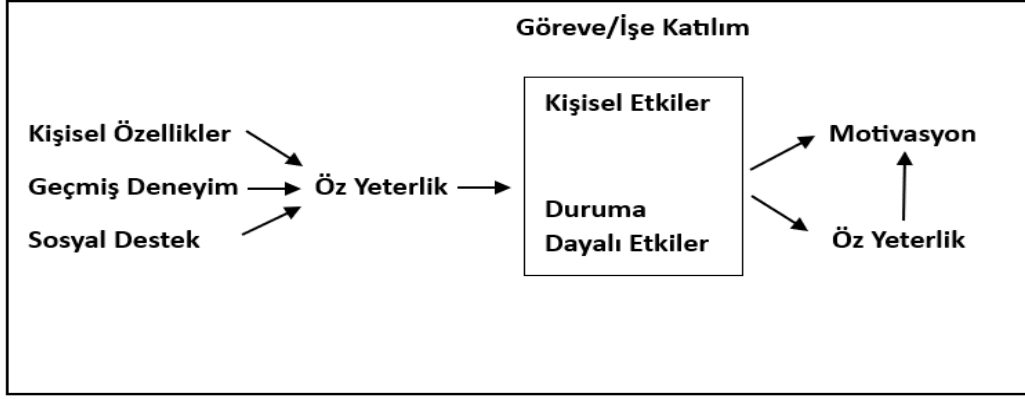 Göreve/İşe Katılım
Kişisel Etkiler
Kişisel Özellikler
Motivasyon
Geçmiş Deneyim
Öz Yeterlik
Duruma
Dayalı Etkiler
Sosyal Destek
Öz Yeterlik